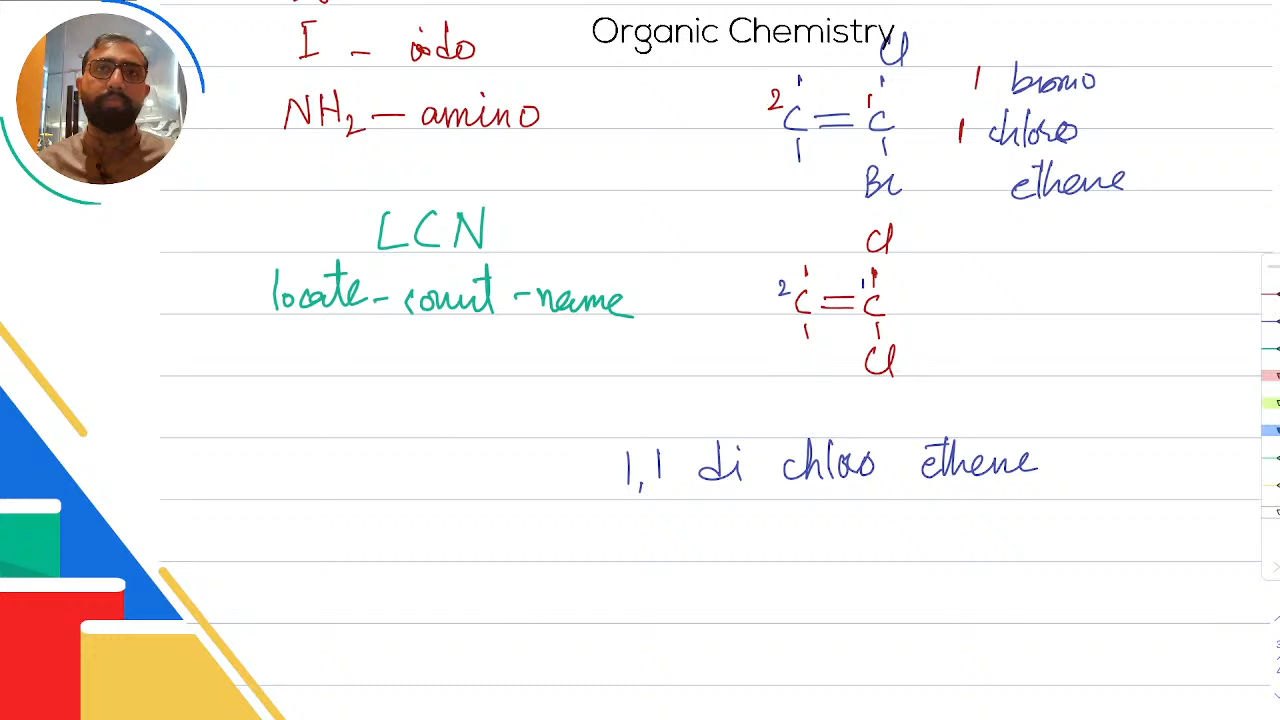 Organic Chemistry
I - iodo
NH2 - amino
Cl
2 C = 1 C
Br
1 bromo
1 chloro
ethene
LCN
locate - count - name
Cl
2 C = 1 C
Cl
1,1 di chloro ethene